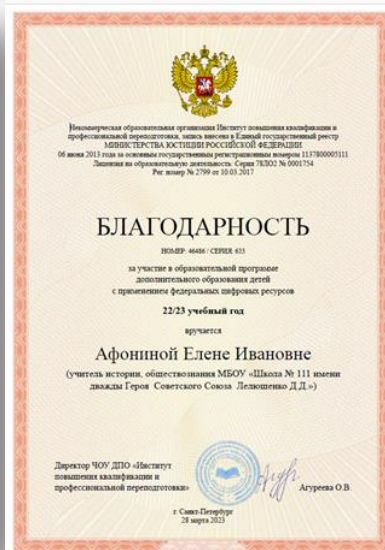 Некоммерческая образовательная организация Институт повышения квалификации и
профессиональной переподготовки, запись внесена в Единый государственный реестр
МИНИСТЕРСТВА ЮСТИЦИИ РОССИЙСКОЙ ФЕДЕРАЦИИ
06 июня 2013 года за основным государственным регистрационным номером 1137800005111
Лицензия на образовательную деятельность: Серия 78ЛО2 № 0001754
Рег. номер № 2799 от 10.03.2017
БЛАГОДАРНОСТЬ
НОМЕР: 46486 / СЕРИЯ: 633
за участие в образовательной программе
дополнительного образования детей
с применением федеральных цифровых ресурсов
22/23 учебный год
вручается
Афониной Елене Ивановне
(учитель истории, обществознания МБОУ «Школа № 111 имени
дважды Героя Советского Союза Лелюшенко Д.Д.»)
Директор ЧОУ ДПО «Институт
повышения квалификации и
профессиональной переподготовки»
Агуреева О.В.
г. Санкт-Петербург
28 марта 2023